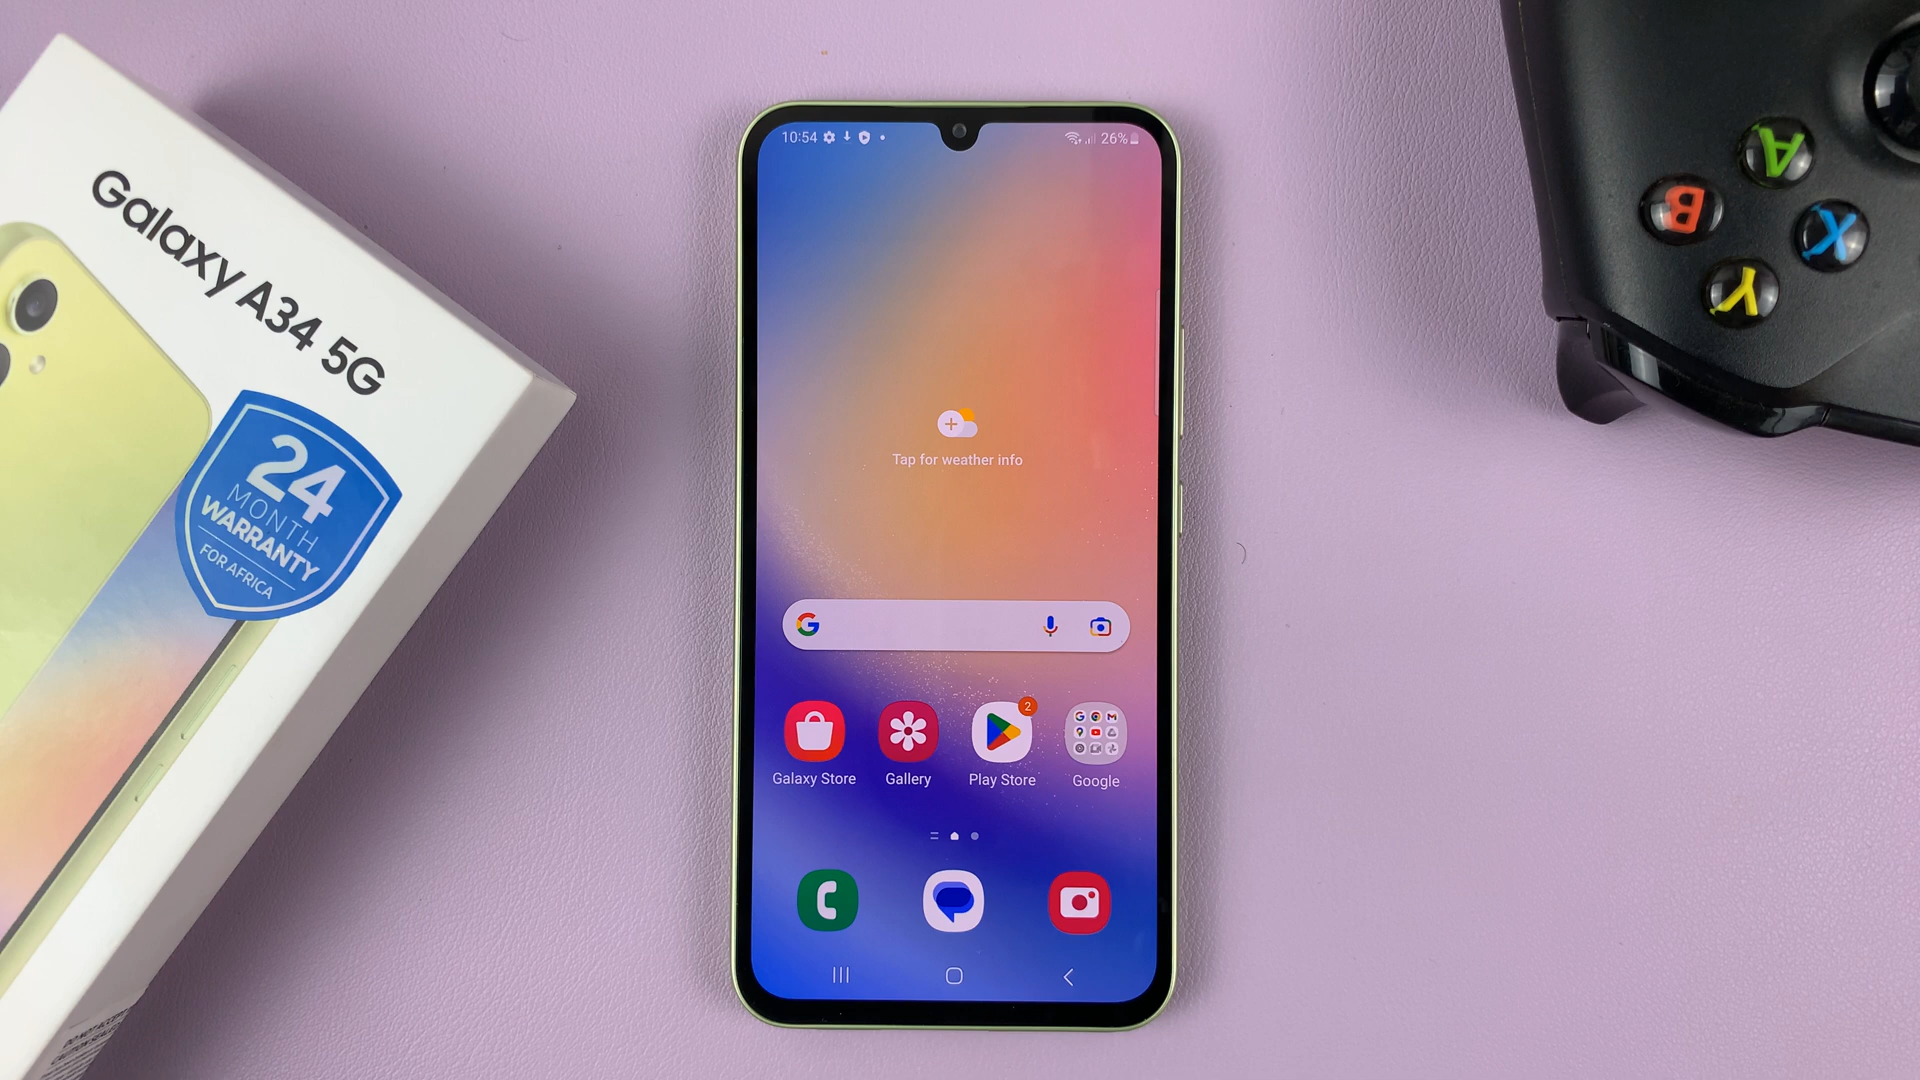 Galaxy A34 5G
24
MONTH
WARRANTY
FOR AFRICA
10:54
26%
Tap for weather info
G
2
Galaxy Store
Gallery
Play Store
Google
A
B
X
Y